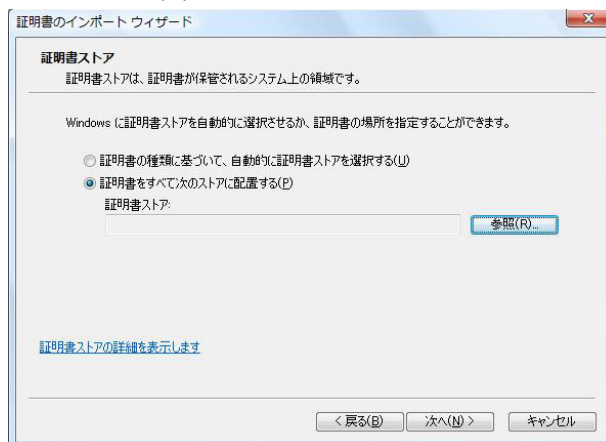 証明書のインポート ウィザード
証明書ストア
証明書ストアは、証明書が保管されるシステム上の領域です。
Windows に証明書ストアを自動的に選択させるか、証明書の場所を指定することができます。
証明書の種類に基づいて、自動的に証明書ストアを選択する(U)
証明書をすべて次のストアに配置する(P)
証明書ストア:
参照(R)...
証明書ストアの詳細を表示します
< 戻る(B) 次へ(N) > キャンセル